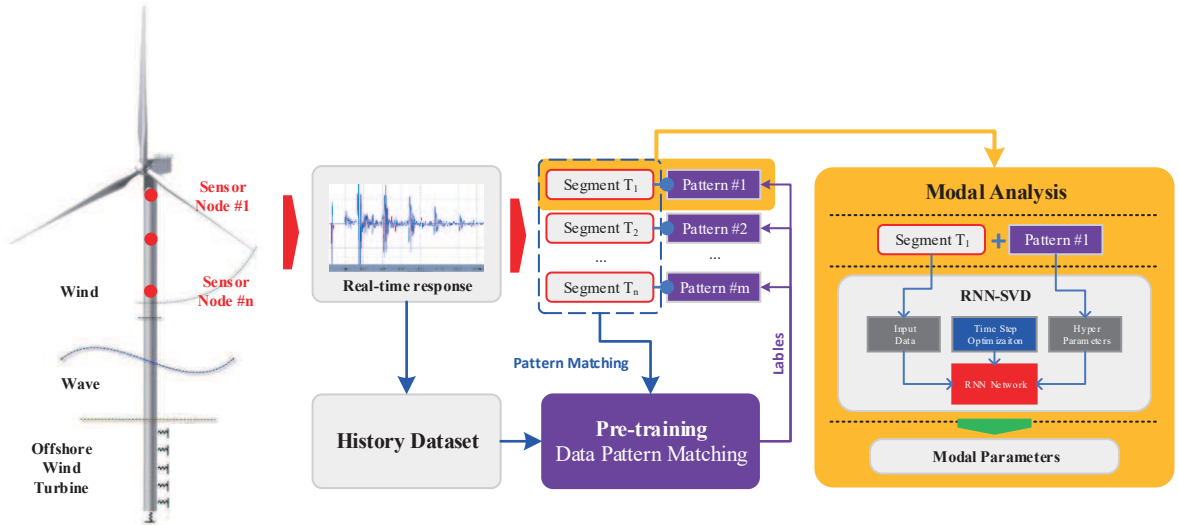 Sensor
Node #1
Sensor
Node #n
Wind
Wave
Offshore
Wind
Turbine
Real-time response
History Dataset
Segment T1
Pattern #1
Segment T2
Pattern #2
...
...
Segment Tn
Pattern #m
Pattern Matching
Lables
Pre-training
Data Pattern Matching
Modal Analysis
Segment T1 + Pattern #1
RNN-SVD
Input
Data
Time Step
Optimizaiton
Hyper
Parameters
RNN Network
Modal Parameters